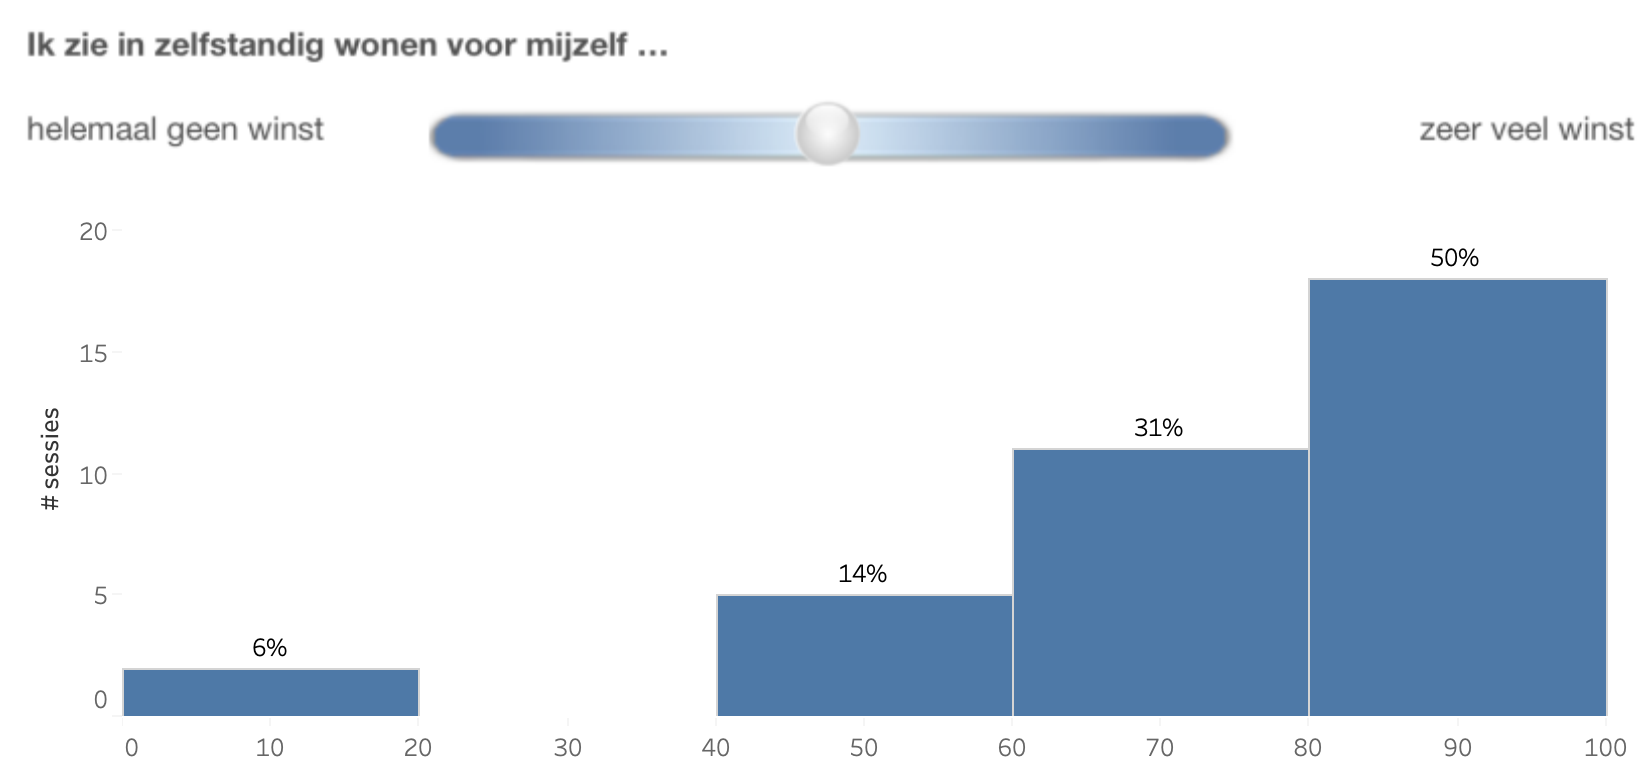 Ik zie in zelfstandig wonen voor mijzelf ...
helemaal geen winst
zeer veel winst
20
50%
15
31%
# sessies
10
14%
5
6%
0
0 10 20 30 40 50 60 70 80 90 100